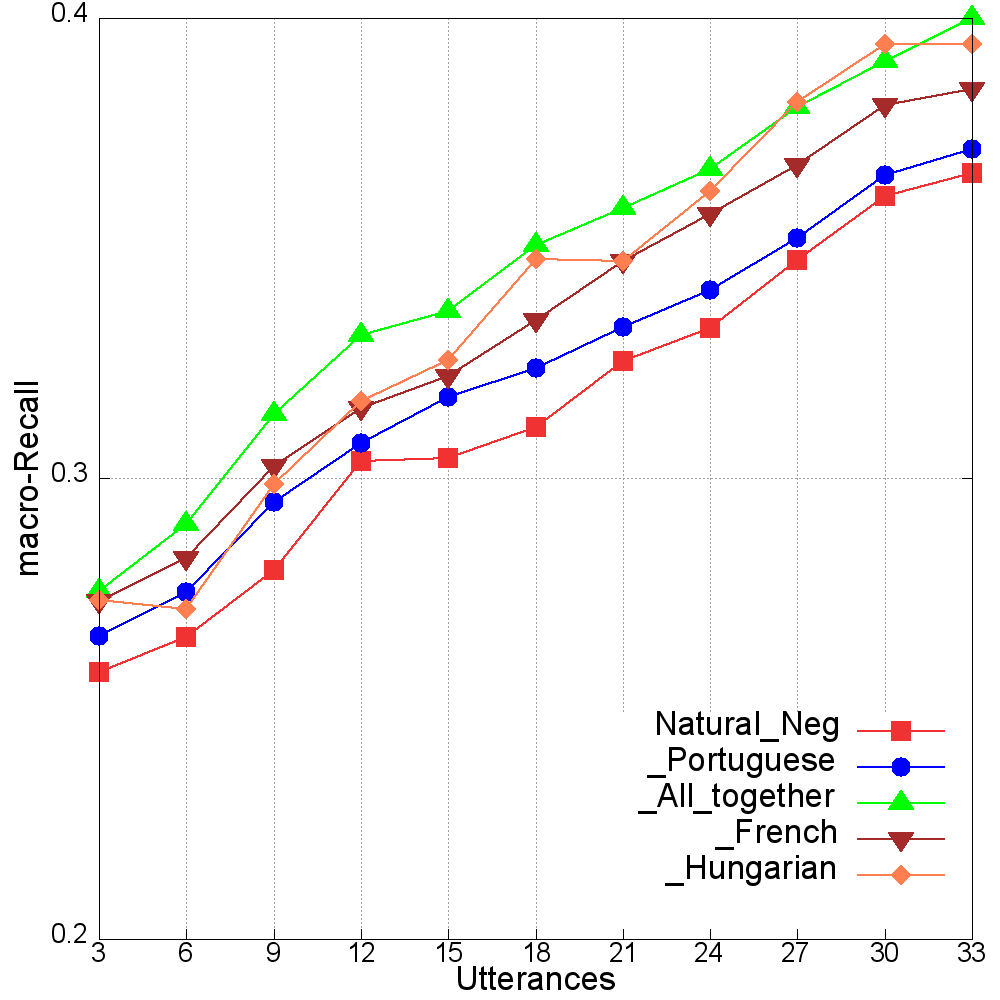 0.4
0.3
0.2
macro-Recall
3 6 9 12 15 18 21 24 27 30 33
Utterances
Natural_Neg
_Portuguese
_All_together
_French
_Hungarian